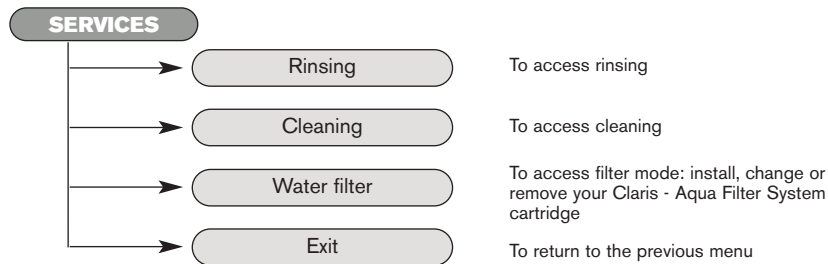 SERVICES
Rinsing
To access rinsing
Cleaning
To access cleaning
Water filter
To access filter mode: install, change or
remove your Claris - Aqua Filter System
cartridge
Exit
To return to the previous menu